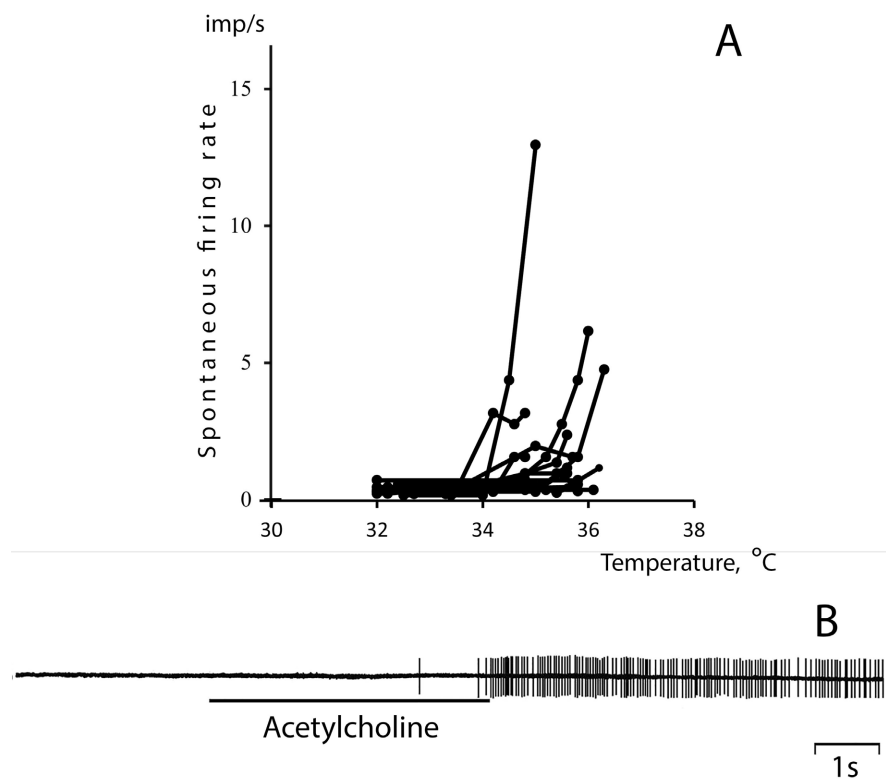 imp/s
A
Spontaneous firing rate
15
10
5
0
30 32 34 36 38
Temperature, °C
B
Acetylcholine
1s